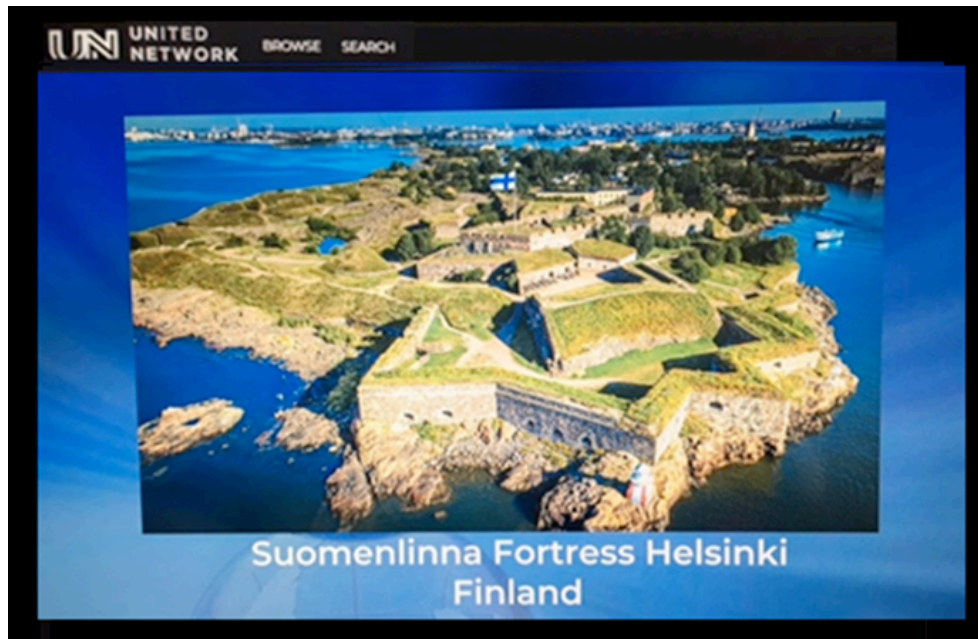 UN UNITED
NETWORK
BROWSE SEARCH
Suomenlinna Fortress Helsinki
Finland